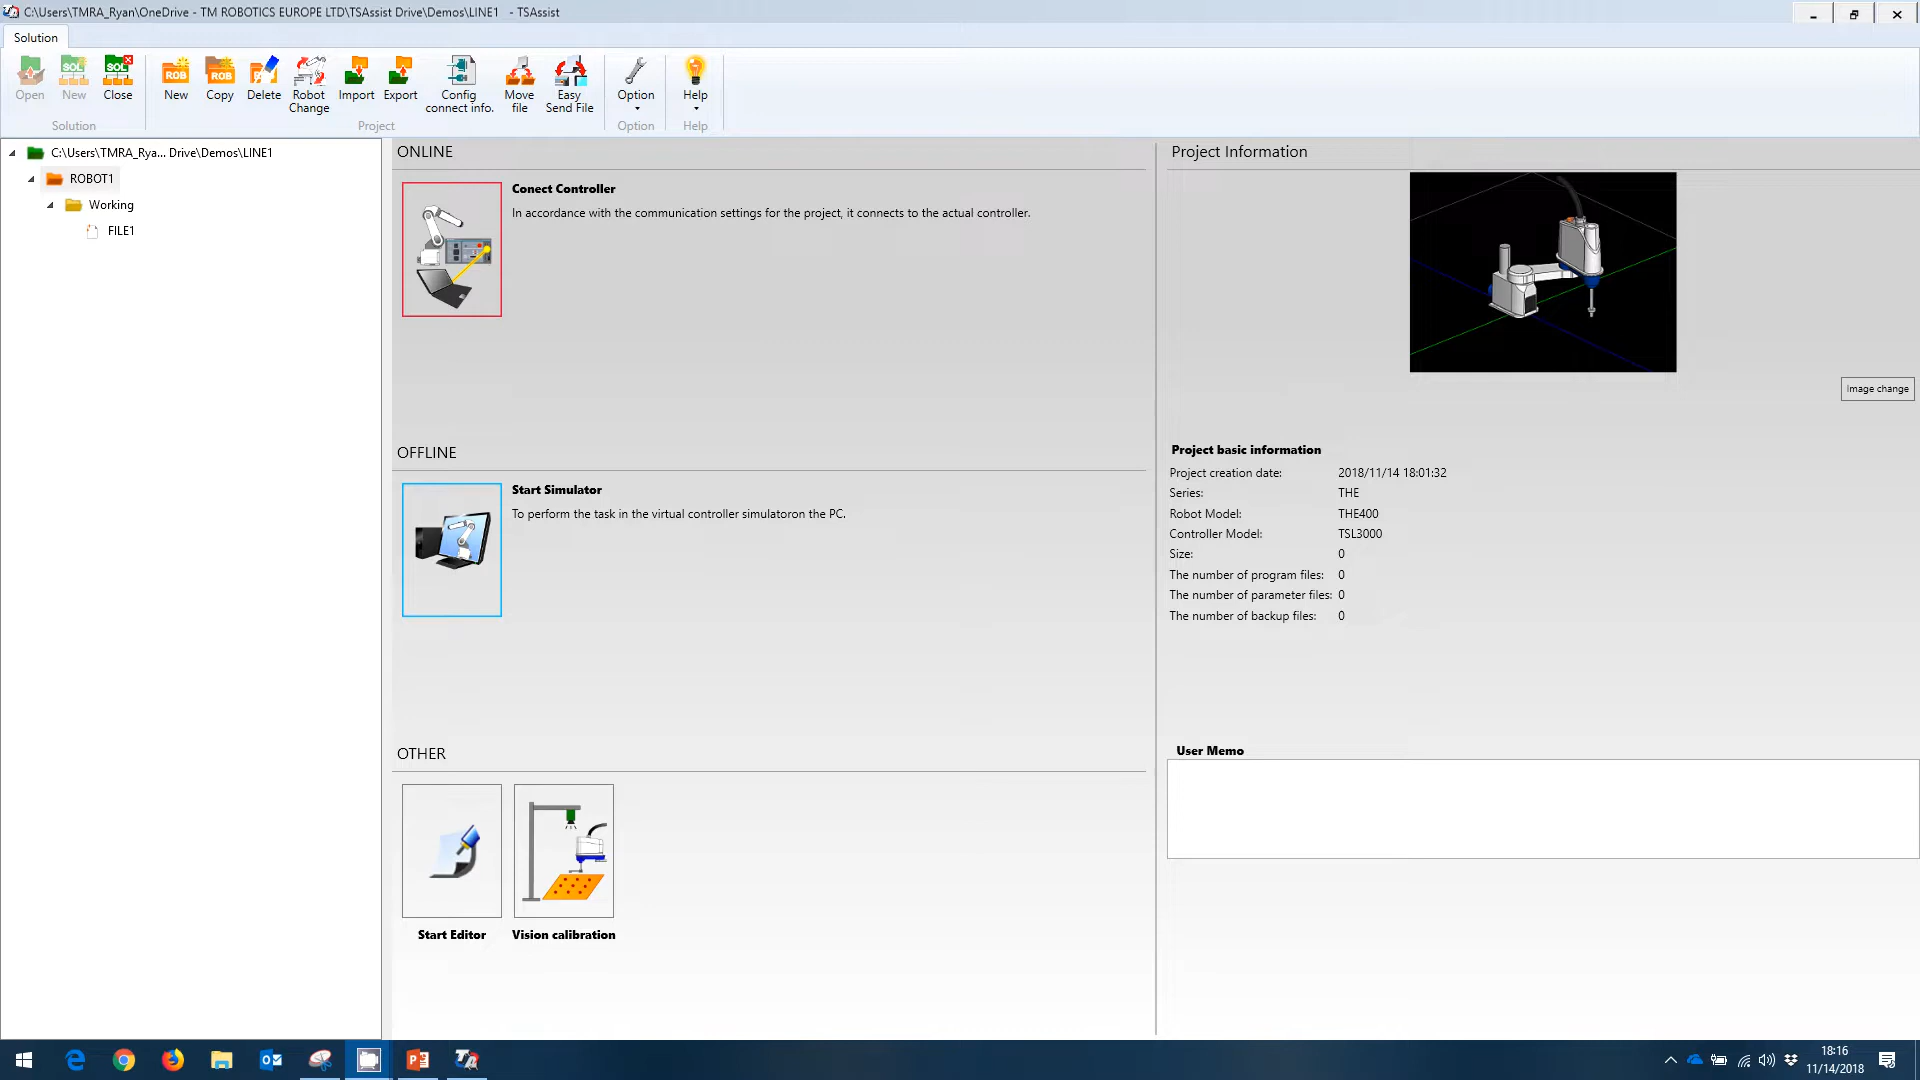 C:\Users\TMRA_Ryan\OneDrive - TM ROBOTICS EUROPE LTD\TSAssist Drive\Demos\LINE1 - TSAssist
Solution
Open
New
Close
New
Copy
Delete
Robot Change
Import
Export
Config connect info.
Move file
Easy Send File
Option
Help
Solution
Project
Option
Help
C:\Users\TMRA_Rya... Drive\Demos\LINE1
ROBOT1
Working
FILE1
ONLINE
Conect Controller
In accordance with the communication settings for the project, it connects to the actual controller.
OFFLINE
Start Simulator
To perform the task in the virtual controller simulatoron the PC.
OTHER
Start Editor
Vision calibration
Project Information
Image change
Project basic information
Project creation date: 2018/11/14 18:01:32
Series: THE
Robot Model: THE400
Controller Model: TSL3000
Size: 0
The number of program files: 0
The number of parameter files: 0
The number of backup files: 0
User Memo
18:16
11/14/2018